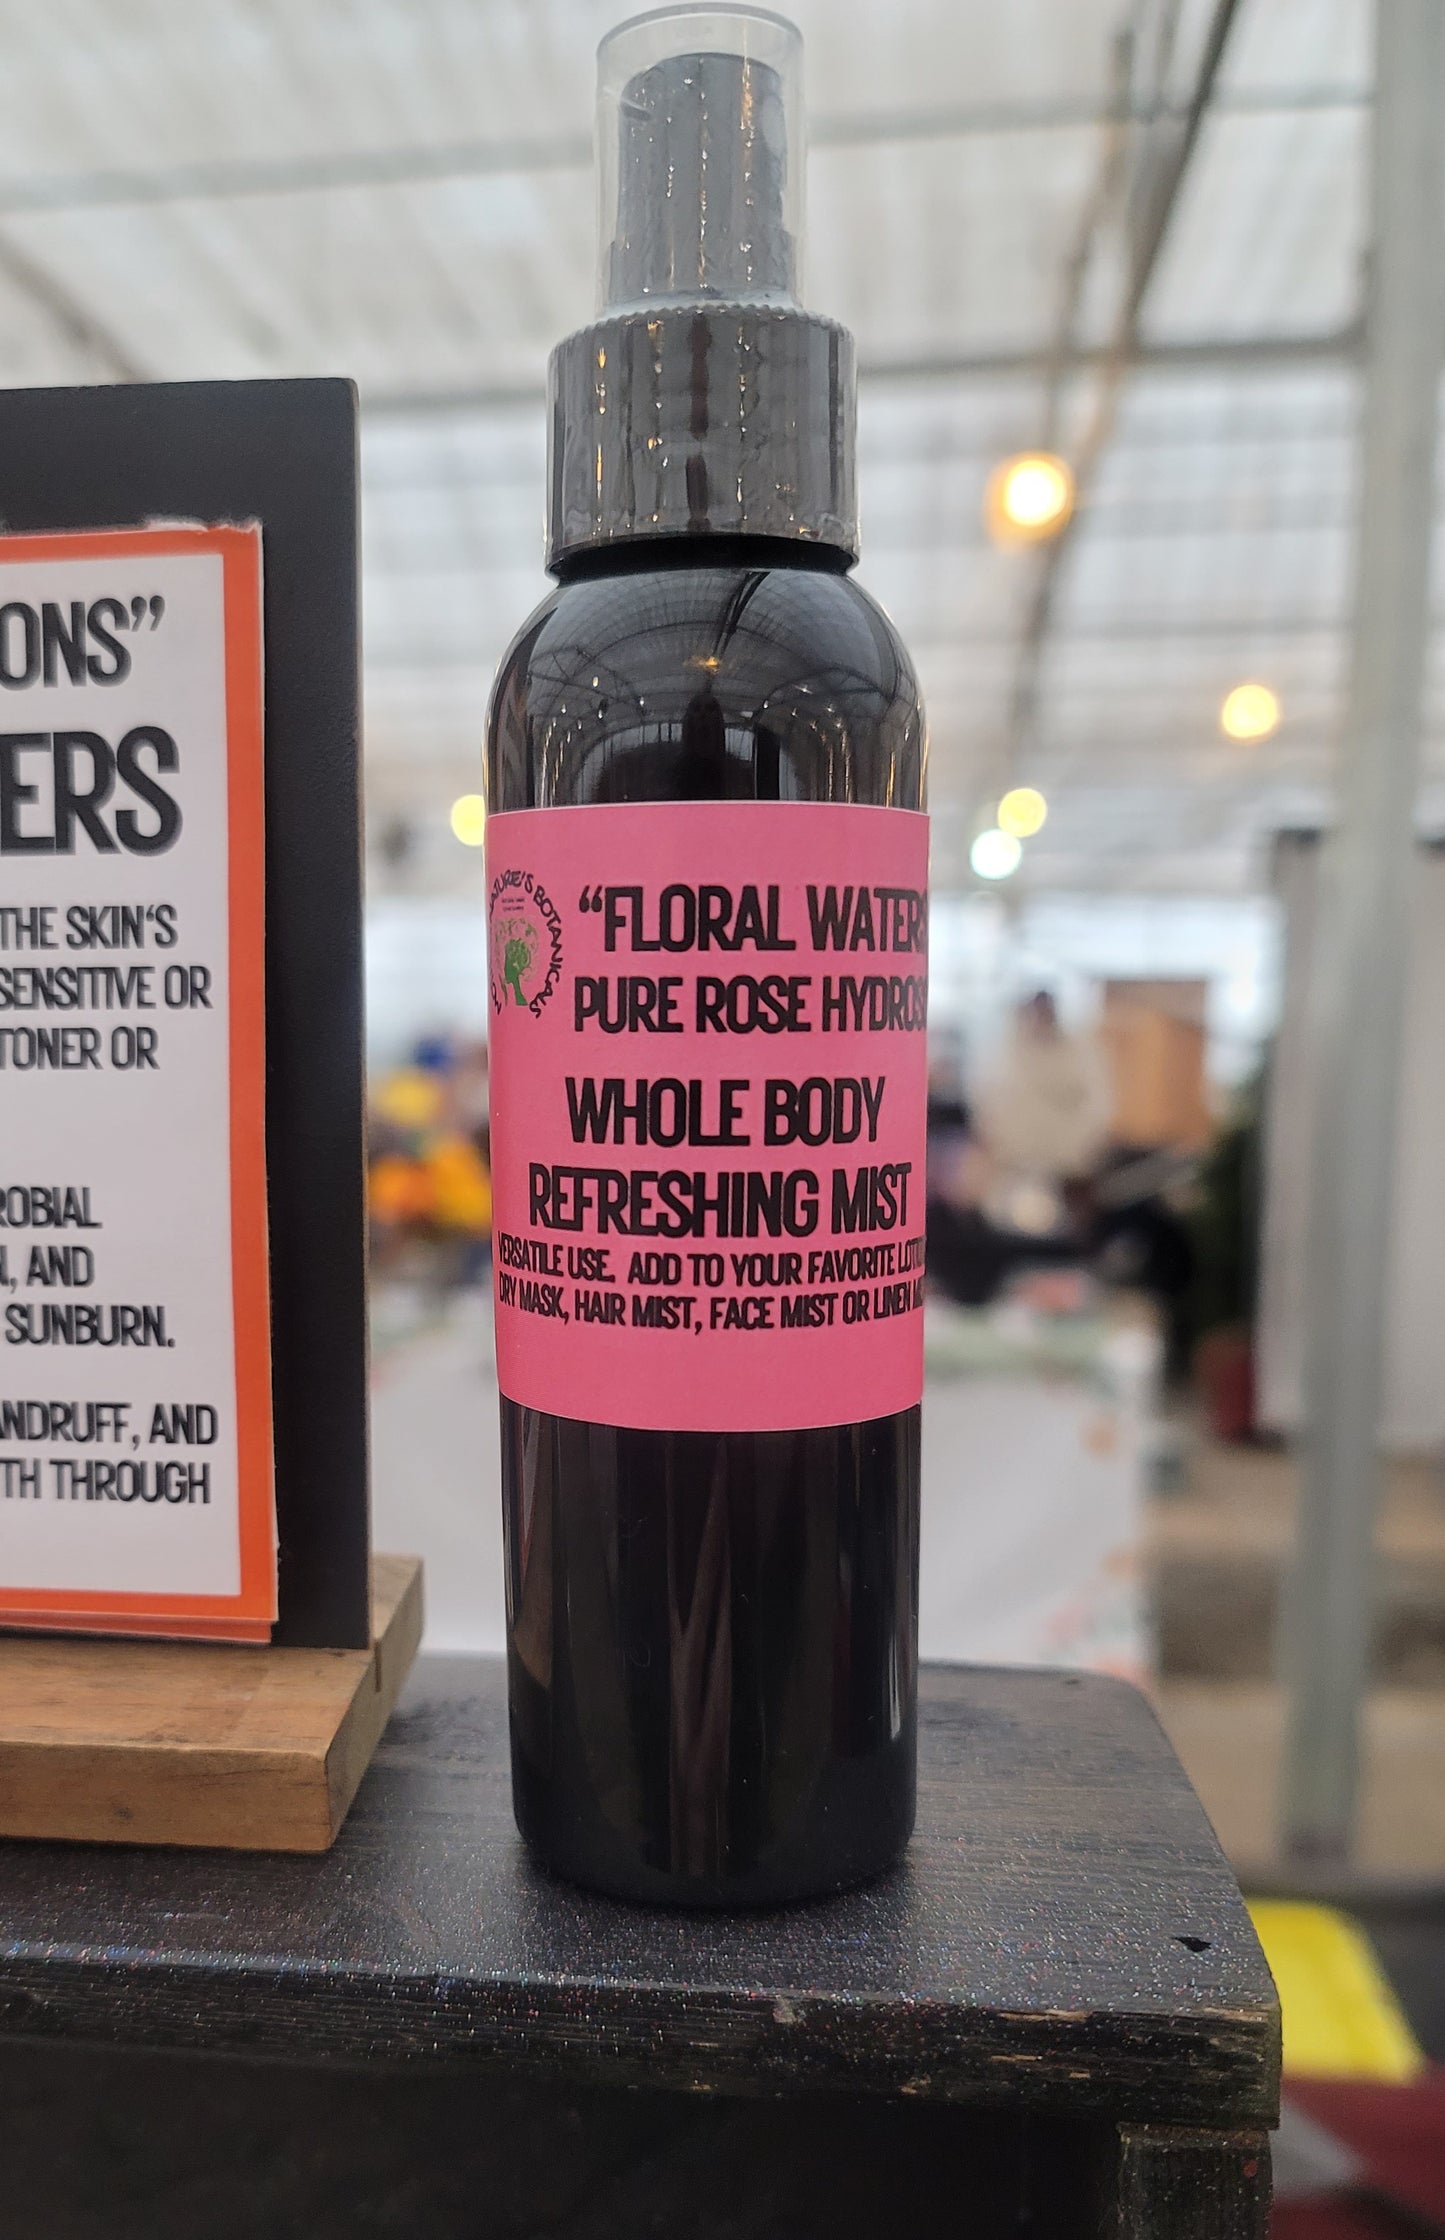 ONS”
ERS
THE SKIN'S
SENSITIVE OR
TONER OR
ROBIAL
, AND
SUNBURN.
ANDRUFF, AND
TH THROUGH
NATURE'S BOTANICALS
“FLORAL WATERS
PURE ROSE HYDROS
WHOLE BODY
REFRESHING MIST
VERSATILE USE. ADD TO YOUR FAVORITE
DRY MASK, HAIR MIST, FACE MIST OR LINEN